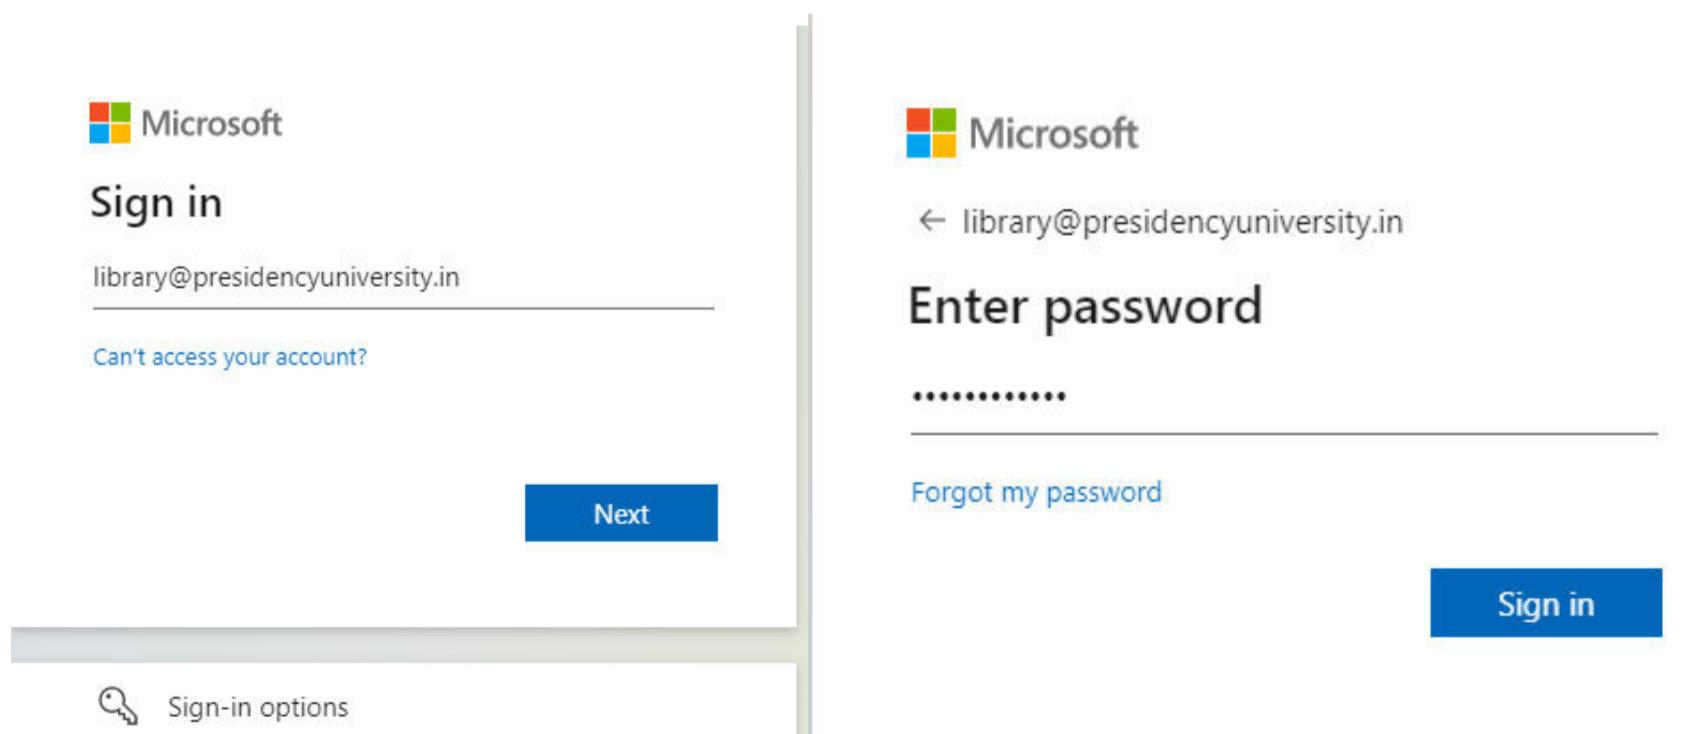 Microsoft
Sign in
library@presidencyuniversity.in
Can't access your account?
Next
Sign-in options
Microsoft
← library@presidencyuniversity.in
Enter password
••••••••••••
Forgot my password
Sign in